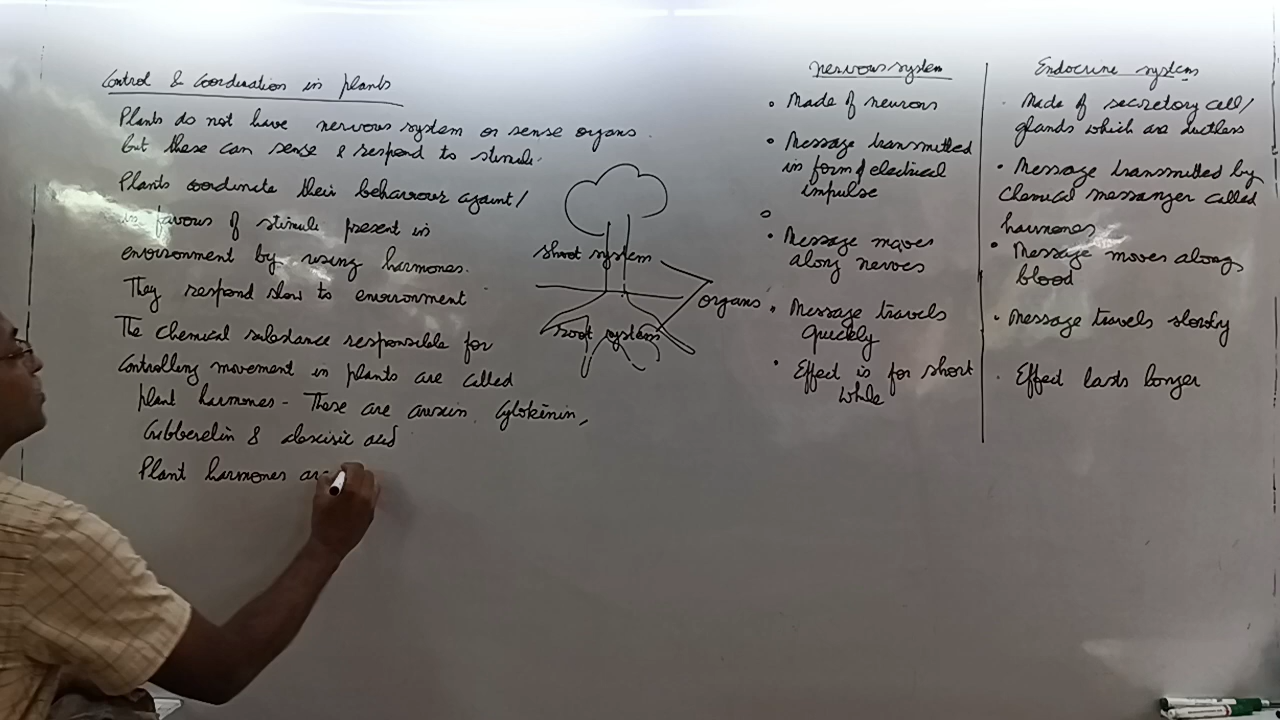 Control & Coordination in plants
Plants do not have nervous system or sense organs.
but these can sense & respond to stimuli.
Plants coordinate their behaviour against/
in favour of stimuli present in
environment by using harmones.
They respond slow to environment
The chemical substance responsible for
controlling movement in plants are called
plant harmones - These are auxin, Cytokinin,
Gibberelin & abscisic acid
Plant harmones are
shoot system
organs
root system
Nervous system
• Made of neurons
• Message transmitted
in form of electrical
impulse
• Message moves
along nerves
• Message travels
quickly
• Effect is for short
while
Endocrine system
· Made of secretory cell/
glands which are ductless
• Message transmitted by
chemical messanger called
harmones
• Message moves along
blood
• Message travels slowly
· Effect lasts longer